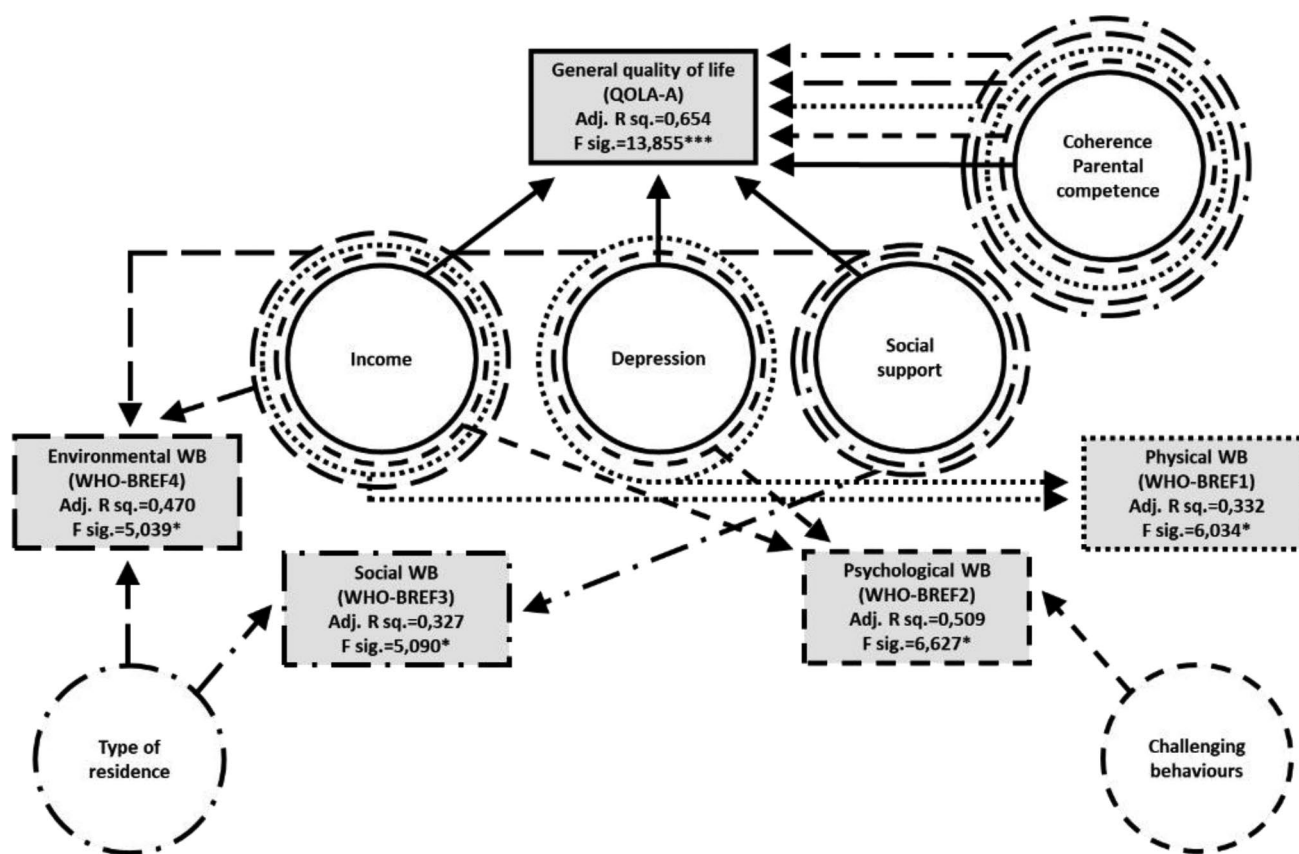 General quality of life
(QOLA-A)
Adj. R sq.=0,654
F sig.=13,855***
Coherence
Parental
competence
Income
Depression
Social
support
Environmental WB
(WHO-BREF4)
Adj. R sq.=0,470
F sig.=5,039*
Physical WB
(WHO-BREF1)
Adj. R sq.=0,332
F sig.=6,034*
Social WB
(WHO-BREF3)
Adj. R sq.=0,327
F sig.=5,090*
Psychological WB
(WHO-BREF2)
Adj. R sq.=0,509
F sig.=6,627*
Type of
residence
Challenging
behaviours